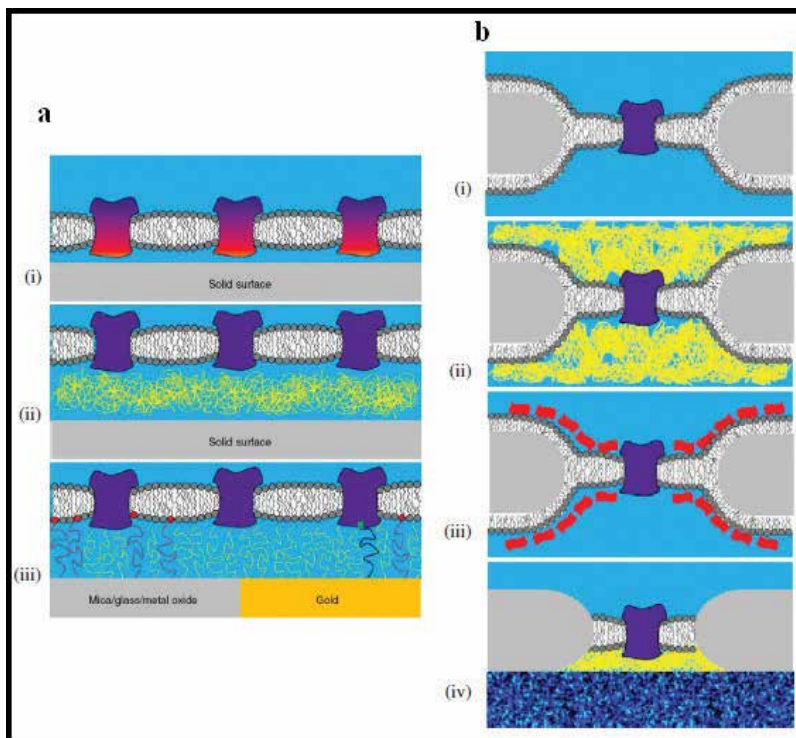 a
(i)
Solid surface
(ii)
Solid surface
(iii)
Mica/glass/metal oxide
Gold
b
(i)
(ii)
(iii)
(iv)